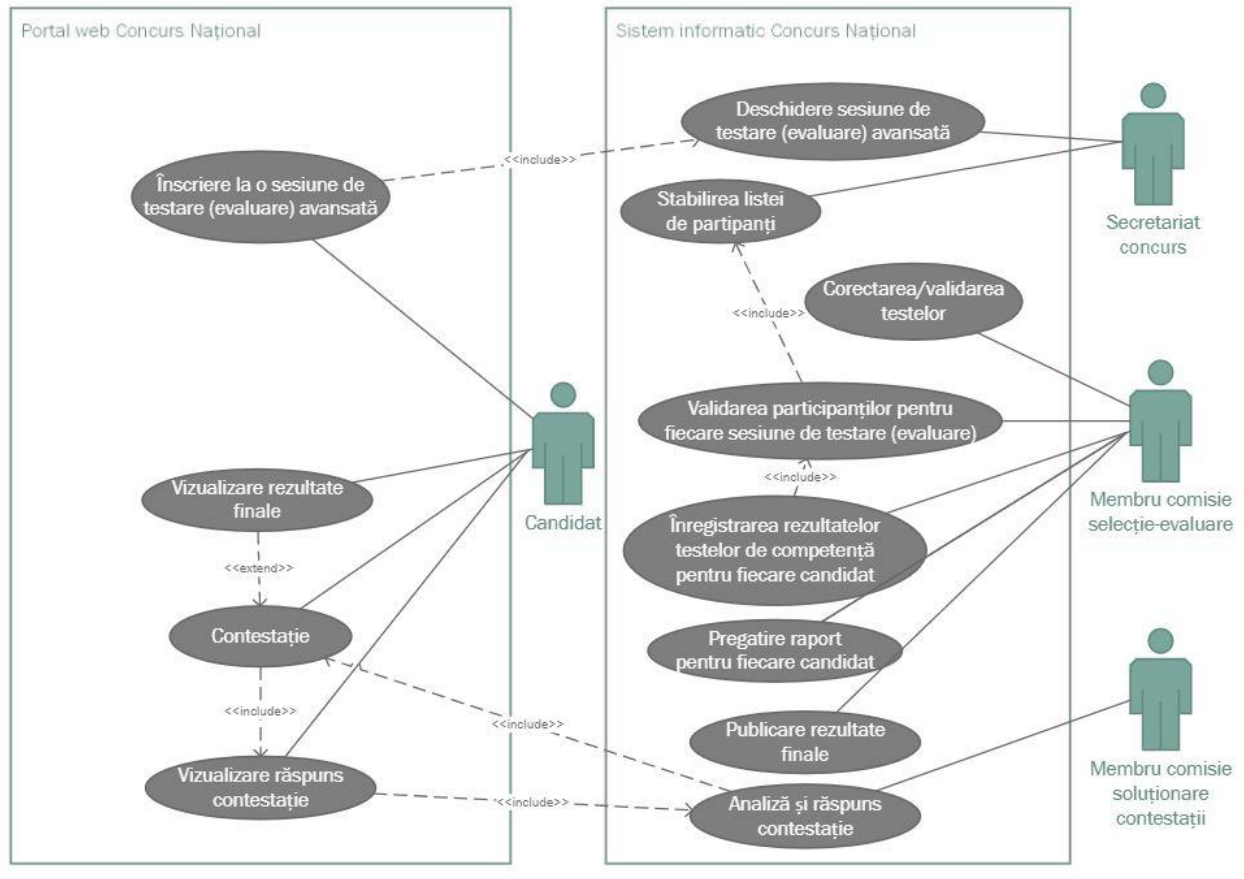 Portal web Concurs Național
Sistem informatic Concurs Național
Deschidere sesiune de
testare (evaluare) avansată
<<include>>
Înscriere la o sesiune de
testare (evaluare) avansată
Stabilirea listei
de partipanți
Secretariat
concurs
Corectarea/validarea
testelor
<<include>>
Validarea participanților pentru
fiecare sesiune de testare (evaluare)
<<include>>
Vizualizare rezultate
finale
Candidat
Membru comisie
selecție-evaluare
Înregistrarea rezultatelor
testelor de competență
pentru fiecare candidat
<<extend>>
Contestație
Pregatire raport
pentru fiecare candidat
<<include>>
<<include>>
Publicare rezultate
finale
Vizualizare răspuns
contestație
<<include>>
Analiză și răspuns
contestație
Membru comisie
soluționare
contestații